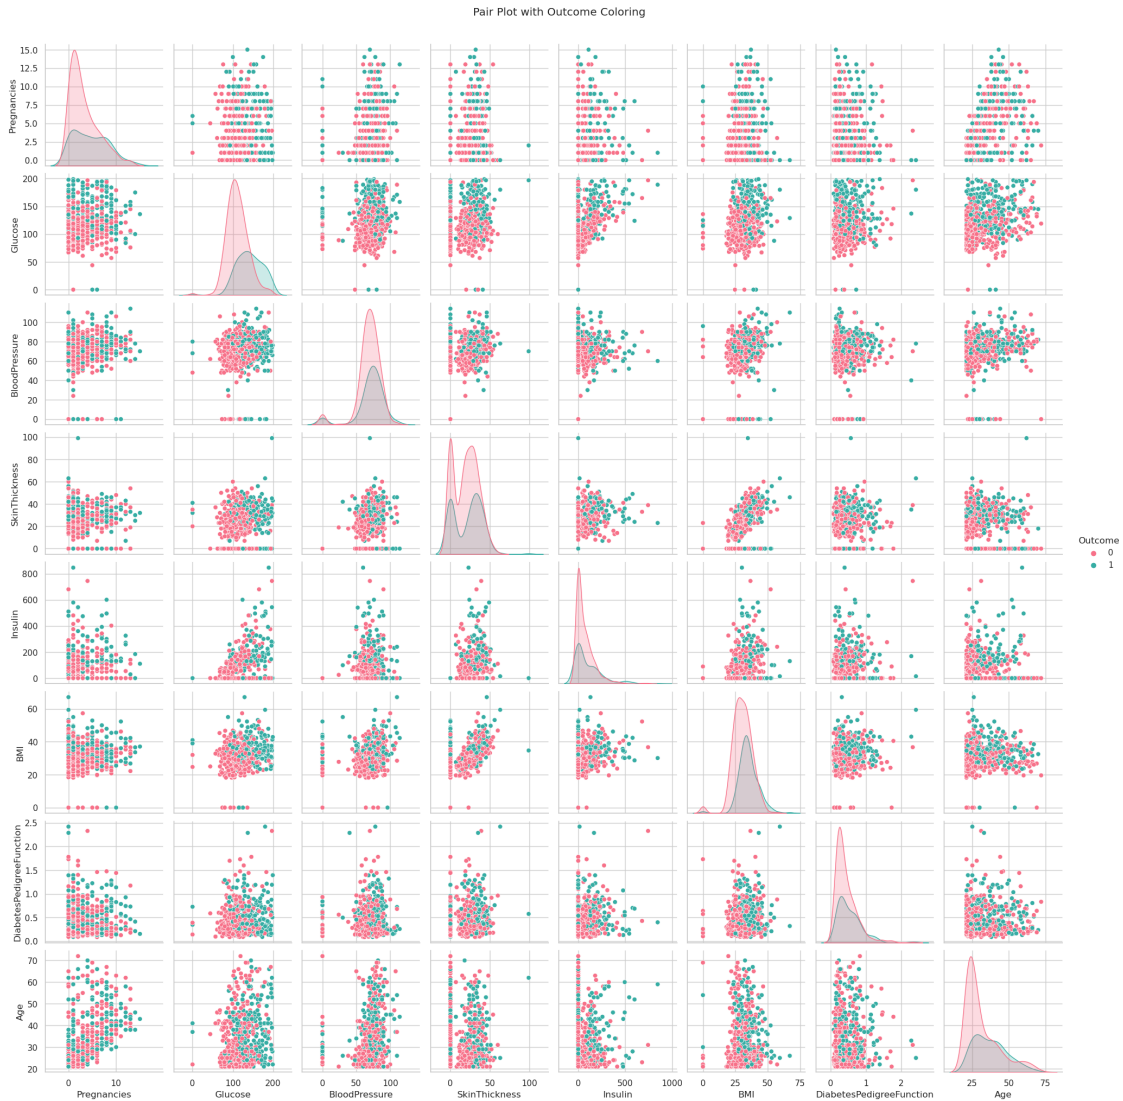 Pair Plot with Outcome Coloring
Pregnancies
15.0
12.5
10.0
7.5
5.0
2.5
0.0
Glucose
200
150
100
50
0
BloodPressure
100
80
60
40
20
0
SkinThickness
100
80
60
40
20
0
Insulin
800
600
400
200
0
BMI
60
40
20
0
DiabetesPedigreeFunction
2.5
2.0
1.5
1.0
0.5
0.0
Age
70
60
50
40
30
20
0 10
0 100 200
0 50 100
0 50 100
0 500 1000
0 25 50 75
0 1 2
25 50 75
Pregnancies Glucose BloodPressure SkinThickness Insulin BMI DiabetesPedigreeFunction Age
Outcome
0
1